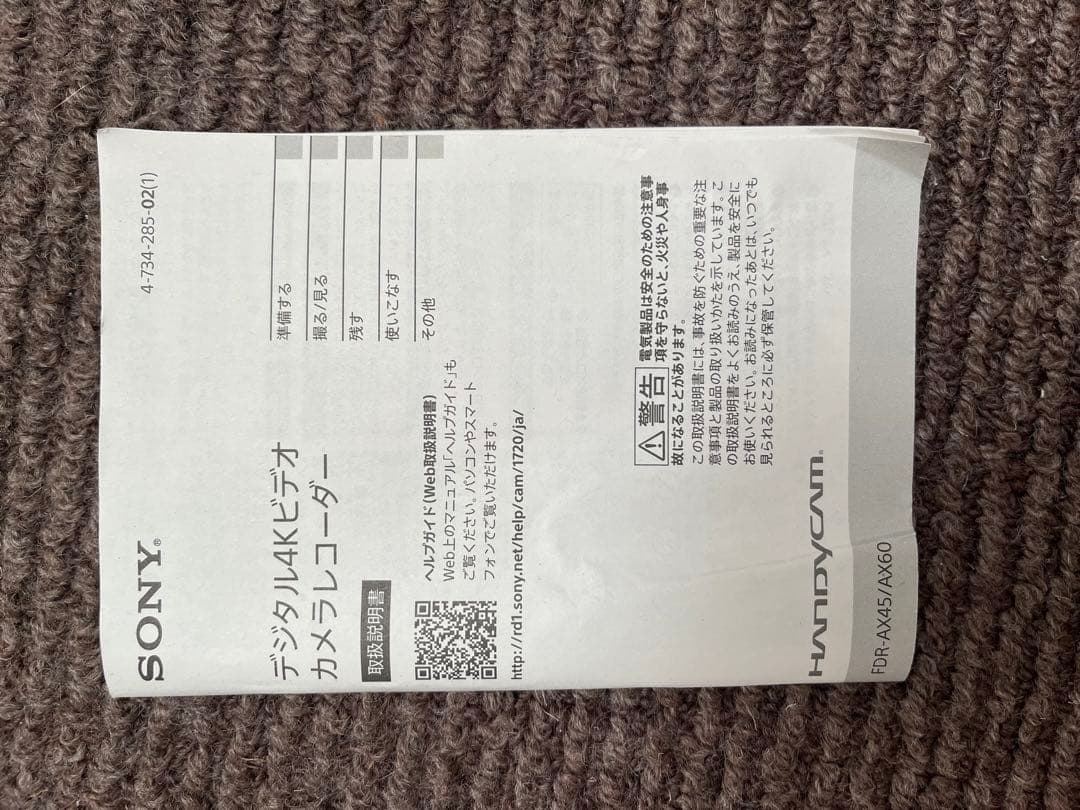 4-734-285-02(1)
SONY®
デジタル4Kビデオ
カメラレコーダー
取扱説明書
準備する
撮る/見る
残す
使いこなす
その他
ヘルプガイド（Web取扱説明書）
Web上のマニュアル「ヘルプガイド」も
ご覧ください。パソコンやスマート
フォンでご覧いただけます。
http://rd1.sony.net/help/cam/1720/ja/
警告 電気製品は安全のための注意事
項を守らないと、火災や人身事
故になることがあります。
この取扱説明書には、事故を防ぐための重要な注
意事項と製品の取り扱いかたを示しています。こ
の取扱説明書をよくお読みのうえ、製品を安全に
お使いください。お読みになったあとは、いつでも
見られるところに必ず保管してください。
HANDYCAM®
FDR-AX45/AX60